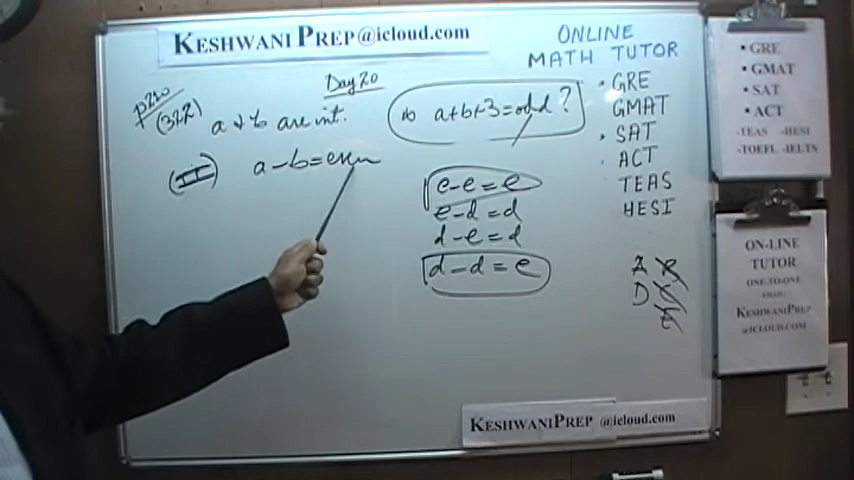 KESHWANI PREP@icloud.com
ONLINE
MATH TUTOR
Day 20
p210
(322)
a & b are int.
is a+b+3=odd?
(II) a-b=even
e-e=e
e-d=d
d-e=d
d-d=e
• GRE
GMAT
• SAT
• ACT
TEAS
HESI
A B
D C
E
KESHWANIPREP @icloud.com
• GRE
• GMAT
• SAT
• ACT
-TEAS -HESI
-TOEFL -IELTS
ON-LINE
TUTOR
ONE-TO-ONE
KESHWANIPREP
@ICLOUD.COM